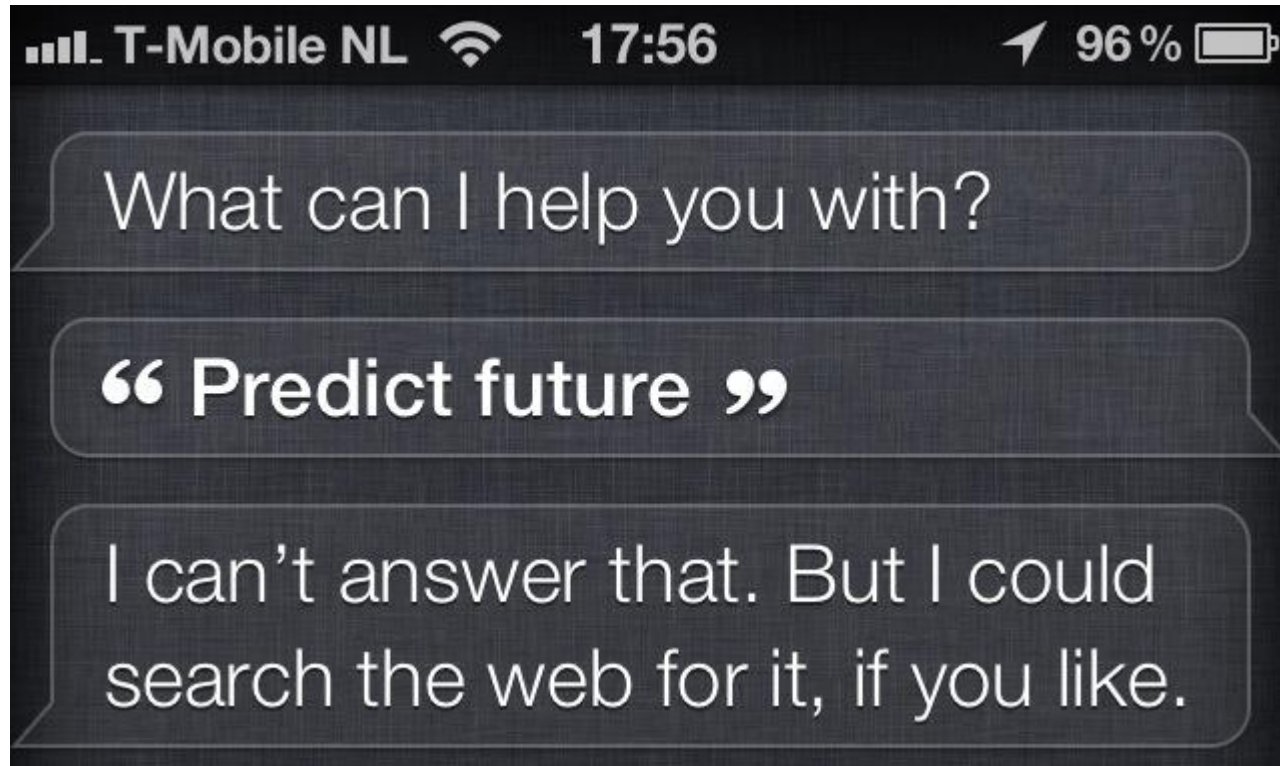 T-Mobile NL 17:56 96 %
What can I help you with?
“ Predict future ”
I can’t answer that. But I could
search the web for it, if you like.